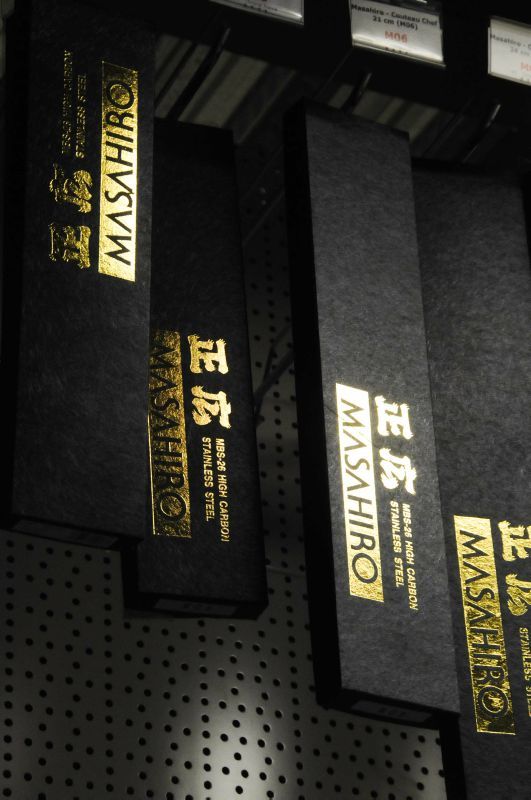 Masahiro - Couteau Chef
21 cm (M06)
M06
MASAHIRO
正広
STAINLESS STEEL
正広
MASAHIRO
MBS-26 HIGH CARBON
STAINLESS STEEL
正広
MASAHIRO
MBS-26 HIGH CARBON
STAINLESS STEEL
正広
MASAHIRO